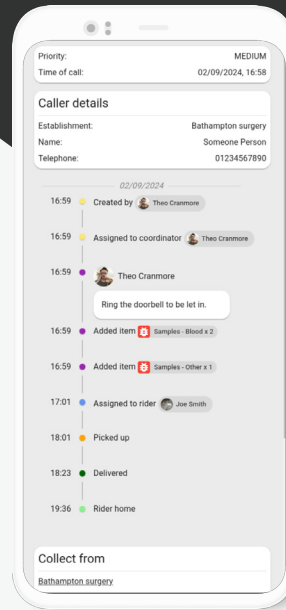 Priority: MEDIUM
Time of call: 02/09/2024, 16:58
Caller details
Establishment: Bathampton surgery
Name: Someone Person
Telephone: 01234567890
02/09/2024
16:59 Created by Theo Cranmore
16:59 Assigned to coordinator Theo Cranmore
16:59 Theo Cranmore
Ring the doorbell to be let in.
16:59 Added item Samples - Blood x 2
16:59 Added item Samples - Other x 1
17:01 Assigned to rider Joe Smith
18:01 Picked up
18:23 Delivered
19:36 Rider home
Collect from
Bathampton surgery